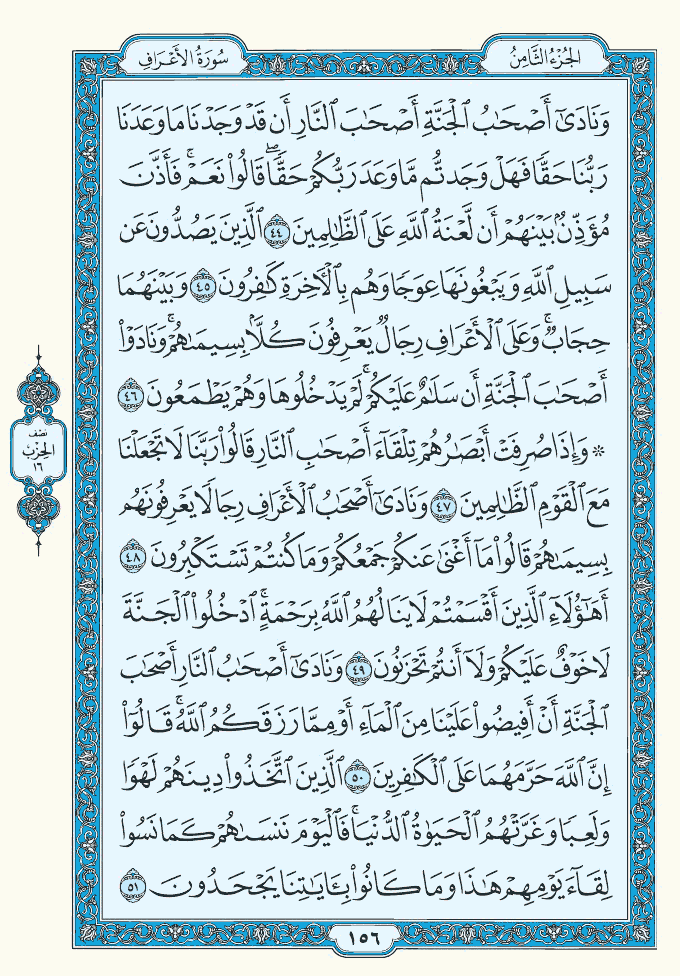 سُورَةُ الأَعْرَافِ
الجُزْءُ الثَّامِنُ
وَنَادَىٰٓ أَصْحَٰبُ ٱلْجَنَّةِ أَصْحَٰبَ ٱلنَّارِ أَن قَدْ وَجَدْنَا مَا وَعَدَنَا
رَبُّنَا حَقًّا فَهَلْ وَجَدتُّم مَّا وَعَدَ رَبُّكُمْ حَقًّا ۖ قَالُوا۟ نَعَمْ ۚ فَأَذَّنَ
مُؤَذِّنٌۢ بَيْنَهُمْ أَن لَّعْنَةُ ٱللَّهِ عَلَى ٱلظَّٰلِمِينَ ٤٤ ٱلَّذِينَ يَصُدُّونَ عَن
سَبِيلِ ٱللَّهِ وَيَبْغُونَهَا عِوَجًا وَهُم بِٱلْءَاخِرَةِ كَٰفِرُونَ ٤٥ وَبَيْنَهُمَا
حِجَابٌ ۚ وَعَلَى ٱلْأَعْرَافِ رِجَالٌ يَعْرِفُونَ كُلًّۢا بِسِيمَىٰهُمْ ۚ وَنَادَوْا۟
أَصْحَٰبَ ٱلْجَنَّةِ أَن سَلَٰمٌ عَلَيْكُمْ ۚ لَمْ يَدْخُلُوهَا وَهُمْ يَطْمَعُونَ ٤٦
۞ وَإِذَا صُرِفَتْ أَبْصَٰرُهُمْ تِلْقَآءَ أَصْحَٰبِ ٱلنَّارِ قَالُوا۟ رَبَّنَا لَا تَجْعَلْنَا
مَعَ ٱلْقَوْمِ ٱلظَّٰلِمِينَ ٤٧ وَنَادَىٰٓ أَصْحَٰبُ ٱلْأَعْرَافِ رِجَالًا يَعْرِفُونَهُم
بِسِيمَىٰهُمْ قَالُوا۟ مَآ أَغْنَىٰ عَنكُمْ جَمْعُكُمْ وَمَا كُنتُمْ تَسْتَكْبِرُونَ ٤٨
أَهَٰٓؤُلَآءِ ٱلَّذِينَ أَقْسَمْتُمْ لَا يَنَالُهُمُ ٱللَّهُ بِرَحْمَةٍ ۚ ٱدْخُلُوا۟ ٱلْجَنَّةَ
لَا خَوْفٌ عَلَيْكُمْ وَلَآ أَنتُمْ تَحْزَنُونَ ٤٩ وَنَادَىٰٓ أَصْحَٰبُ ٱلنَّارِ أَصْحَٰبَ
ٱلْجَنَّةِ أَنْ أَفِيضُوا۟ عَلَيْنَا مِنَ ٱلْمَآءِ أَوْ مِمَّا رَزَقَكُمُ ٱللَّهُ ۚ قَالُوٓا۟
إِنَّ ٱللَّهَ حَرَّمَهُمَا عَلَى ٱلْكَٰفِرِينَ ٥٠ ٱلَّذِينَ ٱتَّخَذُوا۟ دِينَهُمْ لَهْوًا
وَلَعِبًا وَغَرَّتْهُمُ ٱلْحَيَوٰةُ ٱلدُّنْيَا ۚ فَٱلْيَوْمَ نَنسَىٰهُمْ كَمَا نَسُوا۟
لِقَآءَ يَوْمِهِمْ هَٰذَا وَمَا كَانُوا۟ بِـَٔايَٰتِنَا يَجْحَدُونَ ٥١
نصف
الحزب
١٦
١٥٦